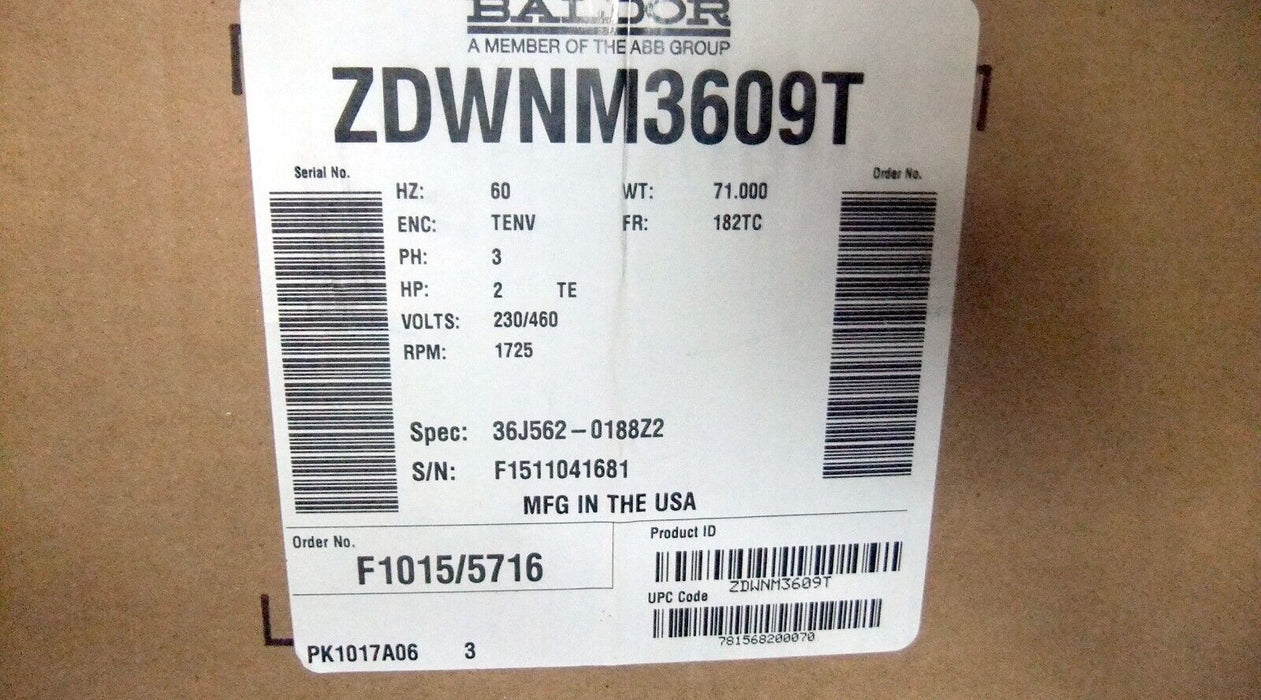 BALDOR
A MEMBER OF THE ABB GROUP
ZDWNM3609T
Serial No.
Order No.
HZ: 60 WT: 71.000
ENC: TENV FR: 182TC
PH: 3
HP: 2 TE
VOLTS: 230/460
RPM: 1725
Spec: 36J562-0188Z2
S/N: F1511041681
MFG IN THE USA
Order No.
F1015/5716
Product ID
ZDWNM3609T
UPC Code
781568200070
PK1017A06 3